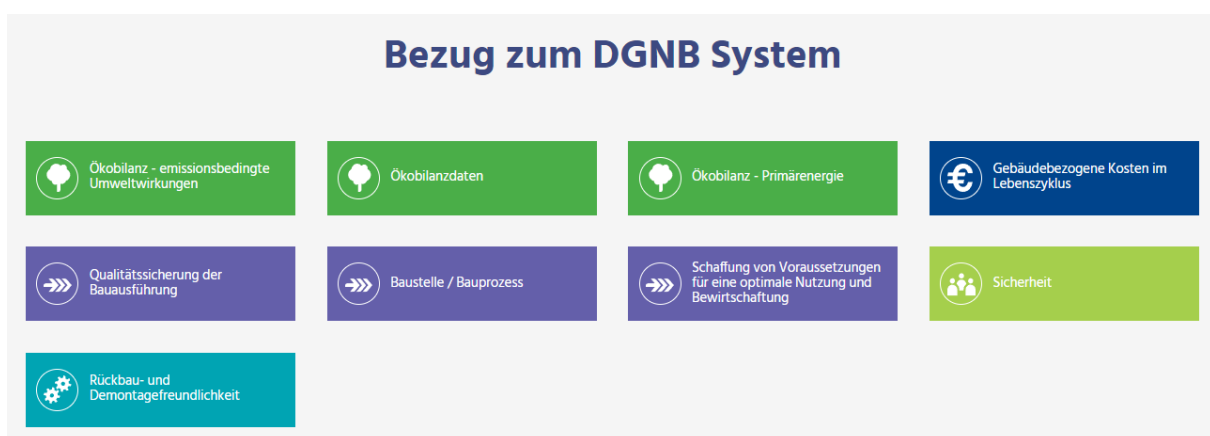 Bezug zum DGNB System
Ökobilanz - emissionsbedingte
Umweltwirkungen
Ökobilanzdaten
Ökobilanz - Primärenergie
Gebäudebezogene Kosten im
Lebenszyklus
Qualitätssicherung der
Bauausführung
Baustelle / Bauprozess
Schaffung von Voraussetzungen
für eine optimale Nutzung und
Bewirtschaftung
Sicherheit
Rückbau- und
Demontagefreundlichkeit